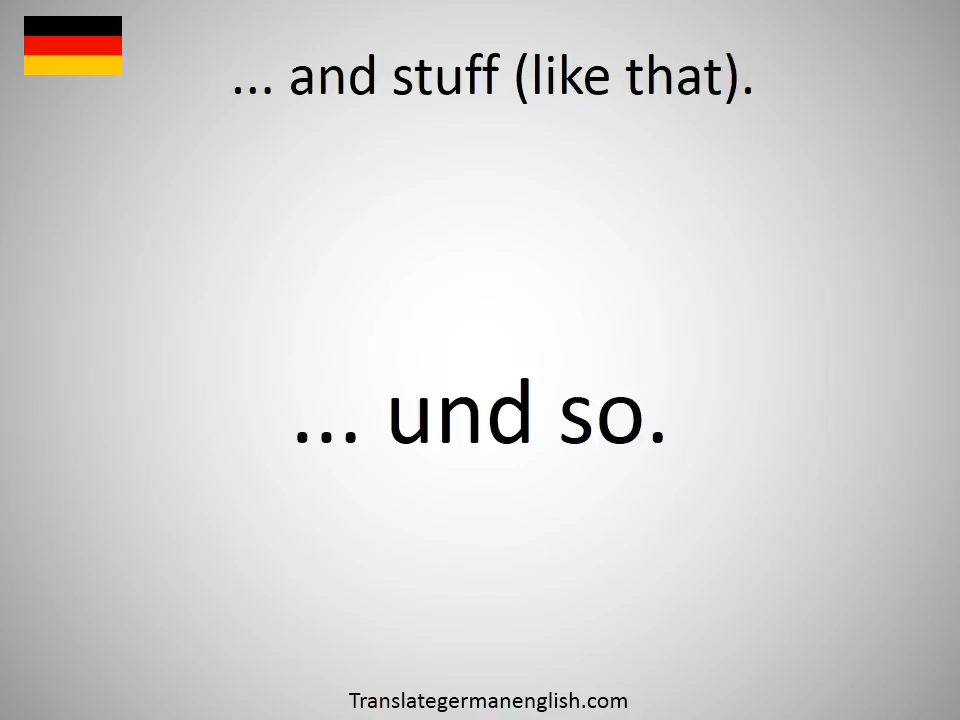 ... and stuff (like that).
... und so.
Translategermanenglish.com